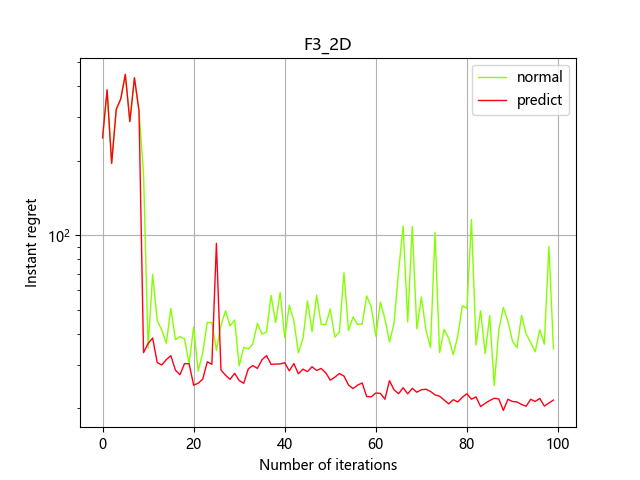 F3_2D
normal
predict
Instant regret
10²
0
20
40
60
80
100
Number of iterations